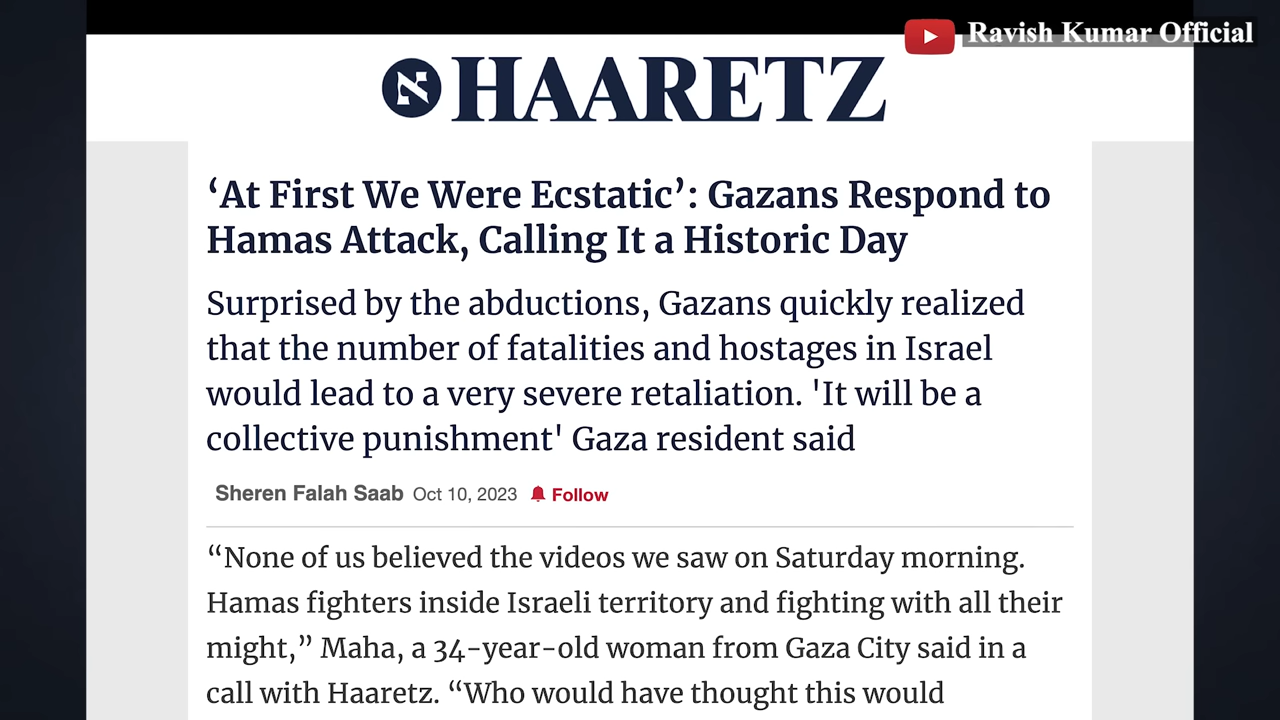 Ravish Kumar Official
HAARETZ
‘At First We Were Ecstatic’: Gazans Respond to
Hamas Attack, Calling It a Historic Day
Surprised by the abductions, Gazans quickly realized
that the number of fatalities and hostages in Israel
would lead to a very severe retaliation. 'It will be a
collective punishment' Gaza resident said
Sheren Falah Saab Oct 10, 2023 Follow
“None of us believed the videos we saw on Saturday morning.
Hamas fighters inside Israeli territory and fighting with all their
might,” Maha, a 34-year-old woman from Gaza City said in a
call with Haaretz. “Who would have thought this would